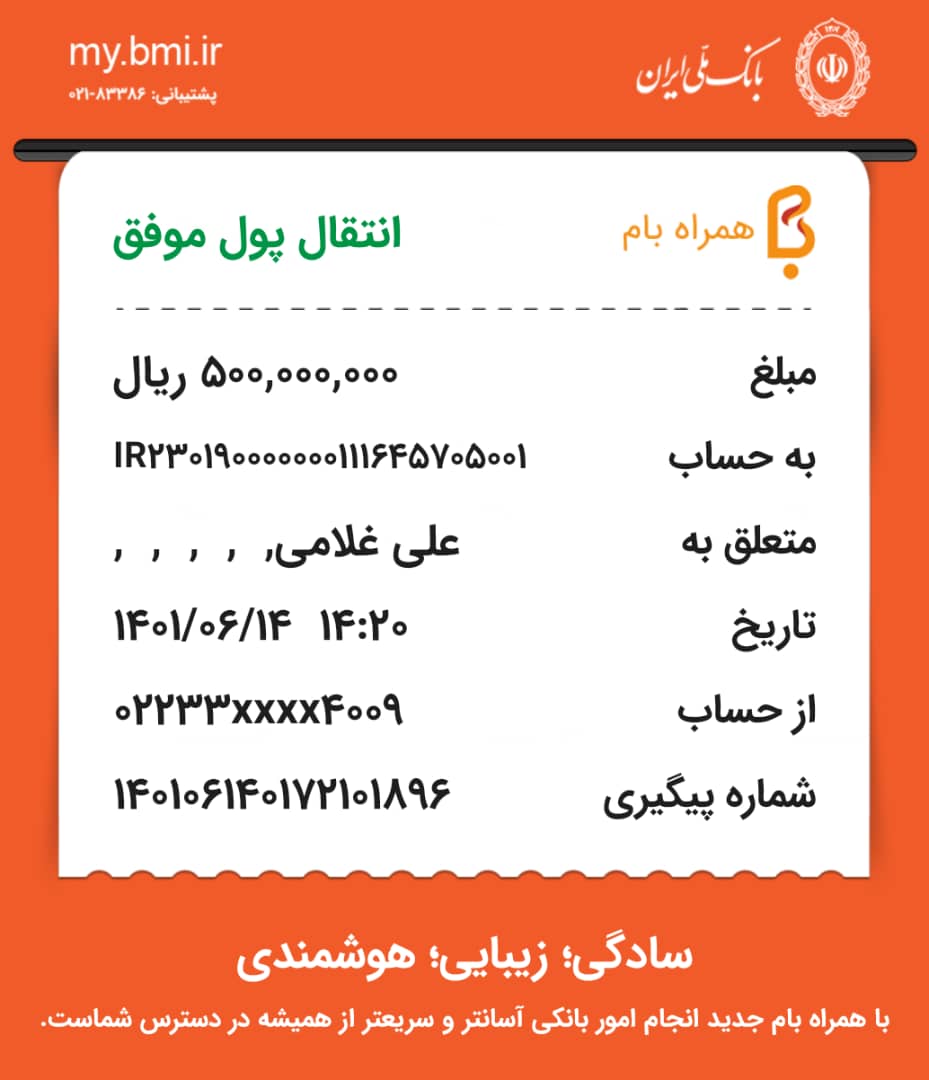 my.bmi.ir
پشتیبانی: ۸۳۳۸۶-۰۲۱
بانک ملی ایران
همراه بام
انتقال پول موفق
مبلغ ۵۰۰,۰۰۰,۰۰۰ ریال
به حساب IR۲۳۰۱۹۰۰۰۰۰۰۰۱۱۱۶۴۵۷۰۵۰۰۱
متعلق به علی غلامی, , , , ,
تاریخ ۱۴۰۱/۰۶/۱۴ ۱۴:۲۰
از حساب ۰۲۲۳۳xxxx۴۰۰۹
شماره پیگیری ۱۴۰۱۰۶۱۴۰۱۷۲۱۰۱۸۹۶
سادگی؛ زیبایی؛ هوشمندی
با همراه بام جدید انجام امور بانکی آسانتر و سریعتر از همیشه در دسترس شماست.